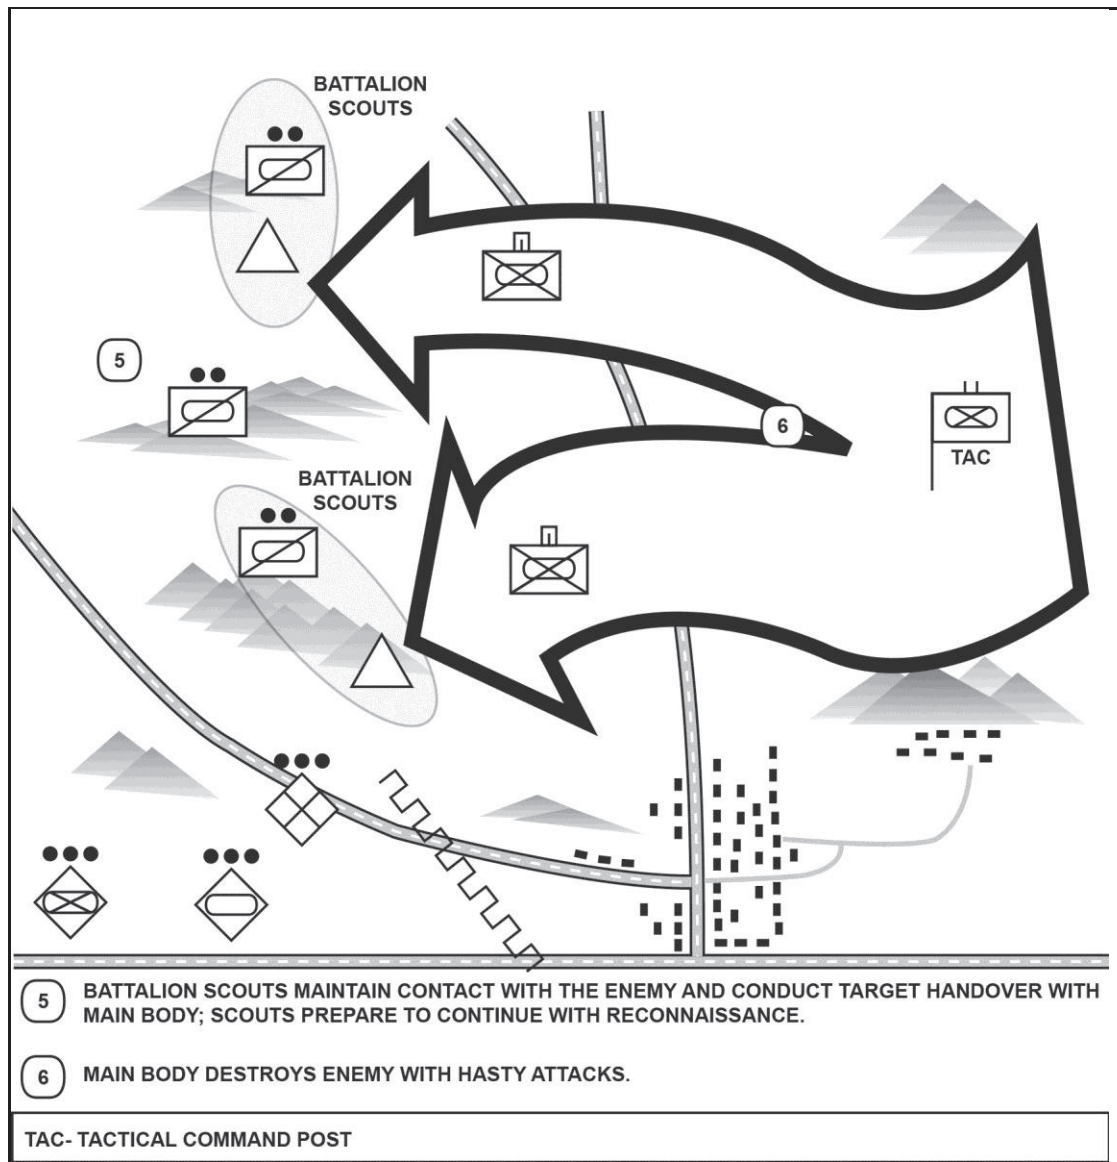 BATTALION
SCOUTS
5
6
TAC
BATTALION
SCOUTS
5
BATTALION SCOUTS MAINTAIN CONTACT WITH THE ENEMY AND CONDUCT TARGET HANDOVER WITH
MAIN BODY; SCOUTS PREPARE TO CONTINUE WITH RECONNAISSANCE.
6
MAIN BODY DESTROYS ENEMY WITH HASTY ATTACKS.
TAC- TACTICAL COMMAND POST